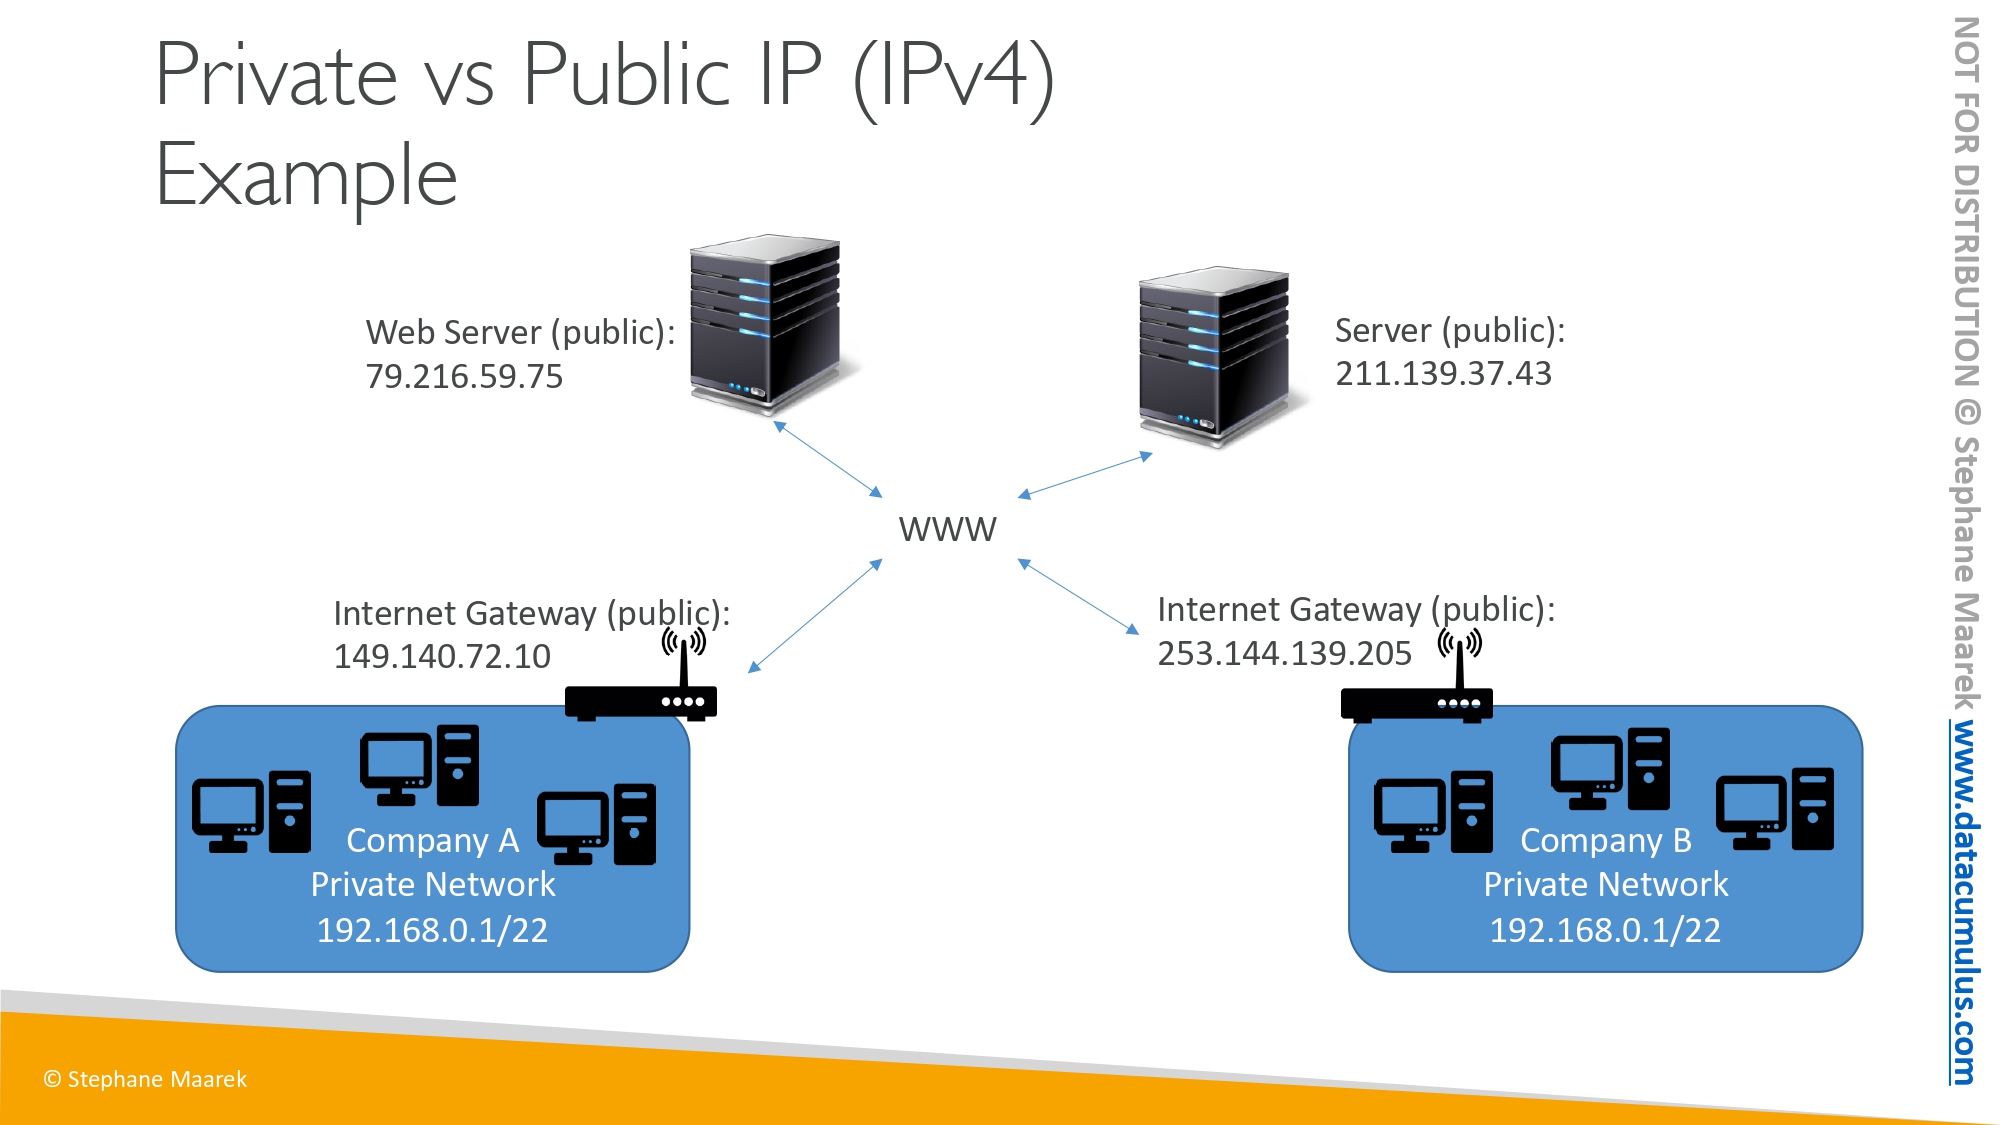 Private vs Public IP (IPv4)
Example
Web Server (public):
79.216.59.75
Server (public):
211.139.37.43
WWW
Internet Gateway (public):
149.140.72.10
Internet Gateway (public):
253.144.139.205
Company A
Private Network
192.168.0.1/22
Company B
Private Network
192.168.0.1/22
© Stephane Maarek
NOT FOR DISTRIBUTION © Stephane Maarek www.datacumulus.com